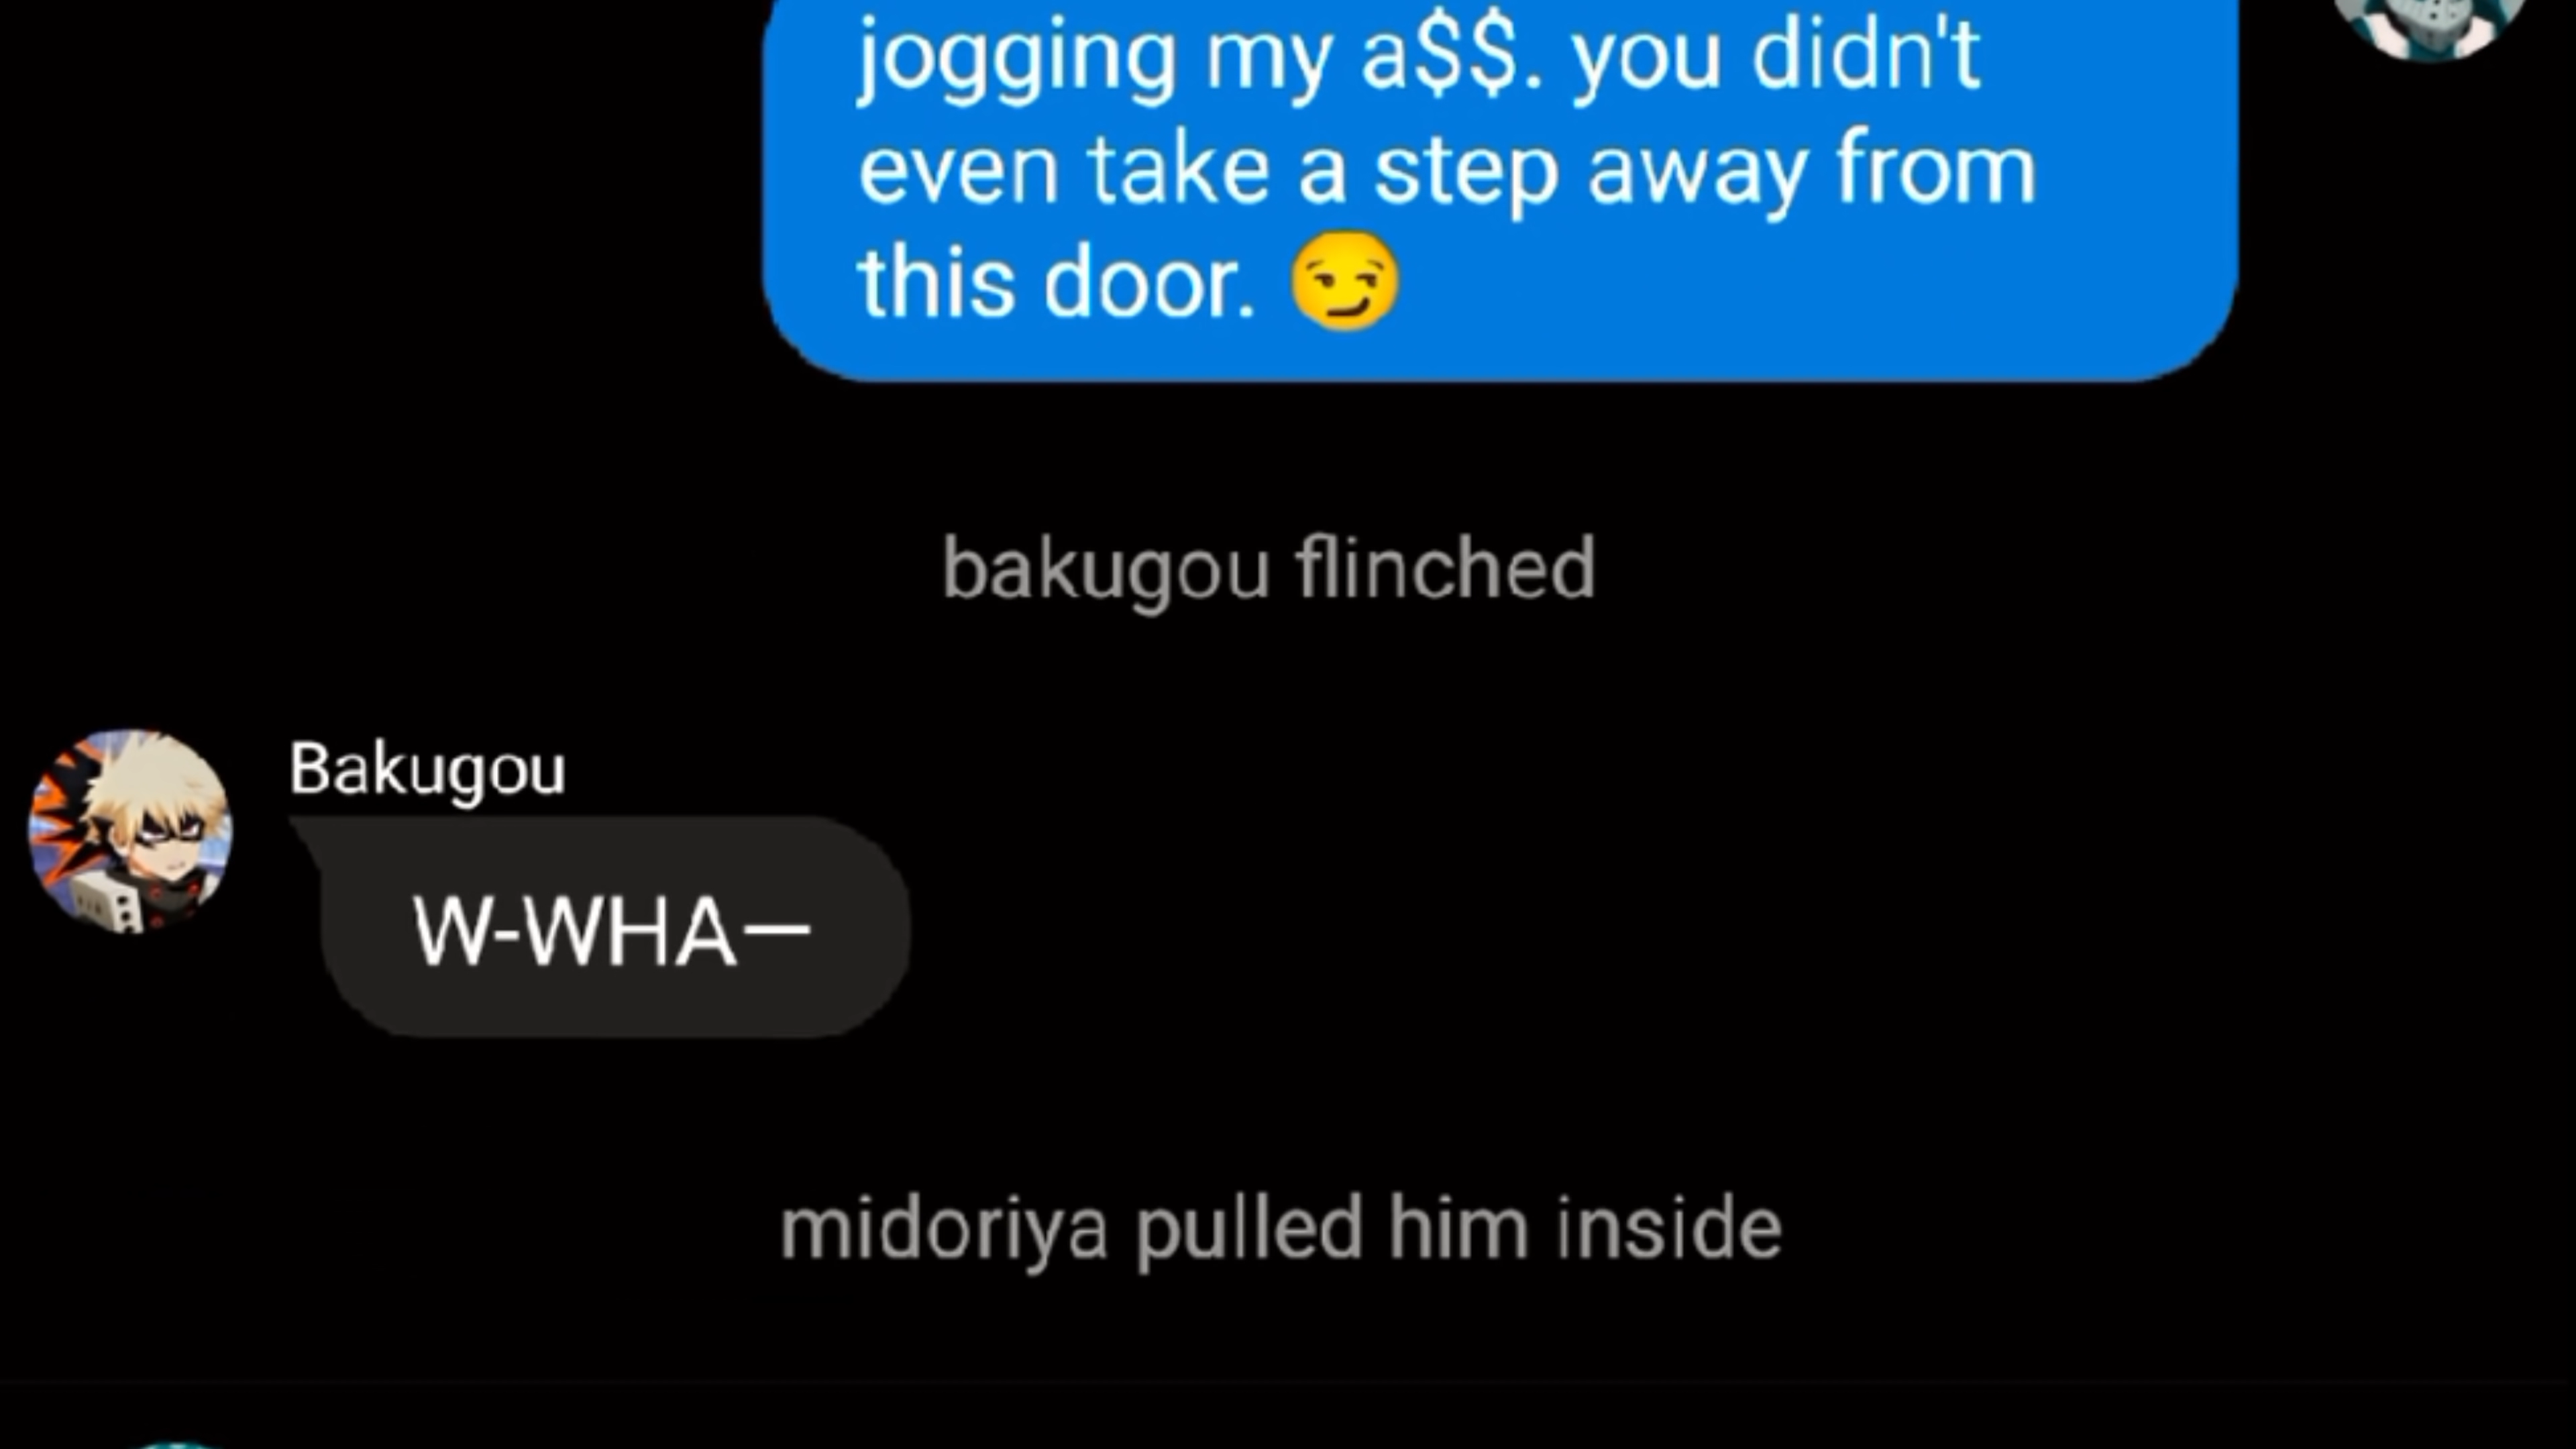 jogging my a$$. you didn't
even take a step away from
this door. 😏
bakugou flinched
Bakugou
W-WHA—
midoriya pulled him inside